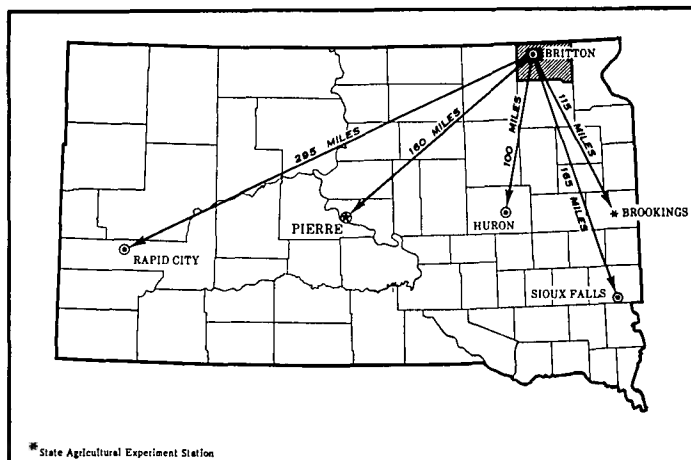 BRITTON
295 MILES
160 MILES
100 MILES
115 MILES
165 MILES
PIERRE
HURON
* BROOKINGS
RAPID CITY
SIOUX FALLS
* State Agricultural Experiment Station